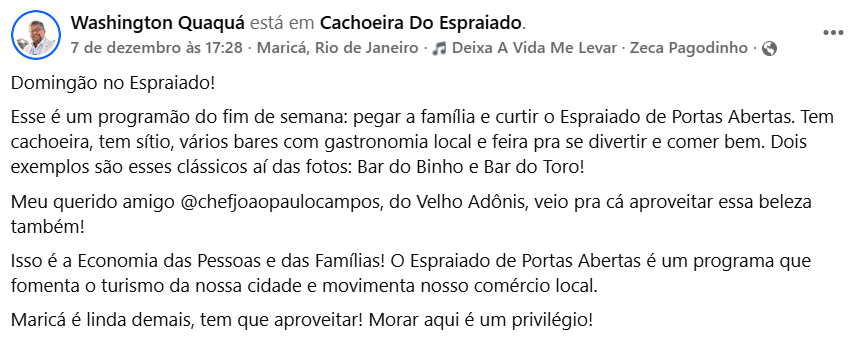 Washington Quaquá está em Cachoeira Do Espraiado.
7 de dezembro às 17:28 · Maricá, Rio de Janeiro · Deixa A Vida Me Levar · Zeca Pagodinho ·
Domingão no Espraiado!
Esse é um programão do fim de semana: pegar a família e curtir o Espraiado de Portas Abertas. Tem
cachoeira, tem sítio, vários bares com gastronomia local e feira pra se divertir e comer bem. Dois
exemplos são esses clássicos aí das fotos: Bar do Binho e Bar do Toro!
Meu querido amigo @chefjoaopaulocampos, do Velho Adônis, veio pra cá aproveitar essa beleza
também!
Isso é a Economia das Pessoas e das Famílias! O Espraiado de Portas Abertas é um programa que
fomenta o turismo da nossa cidade e movimenta nosso comércio local.
Maricá é linda demais, tem que aproveitar! Morar aqui é um privilégio!